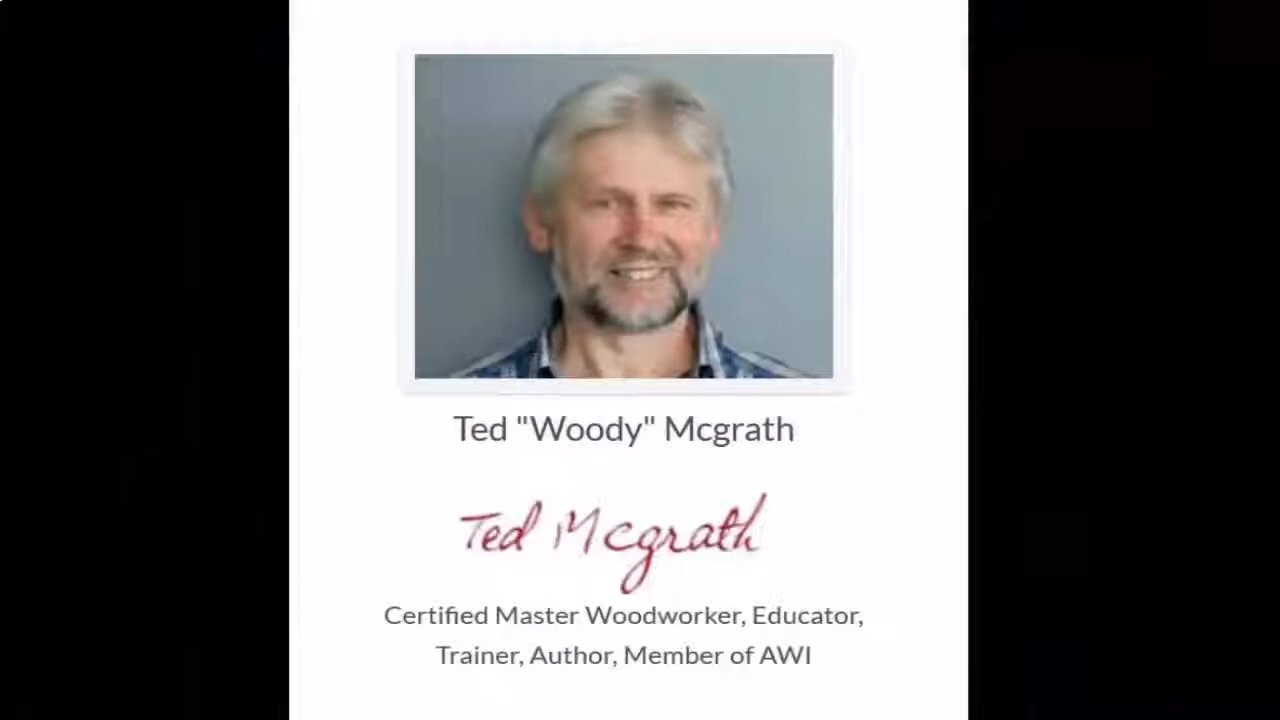 Ted "Woody" Mcgrath
Ted Mcgrath
Certified Master Woodworker, Educator,
Trainer, Author, Member of AWI